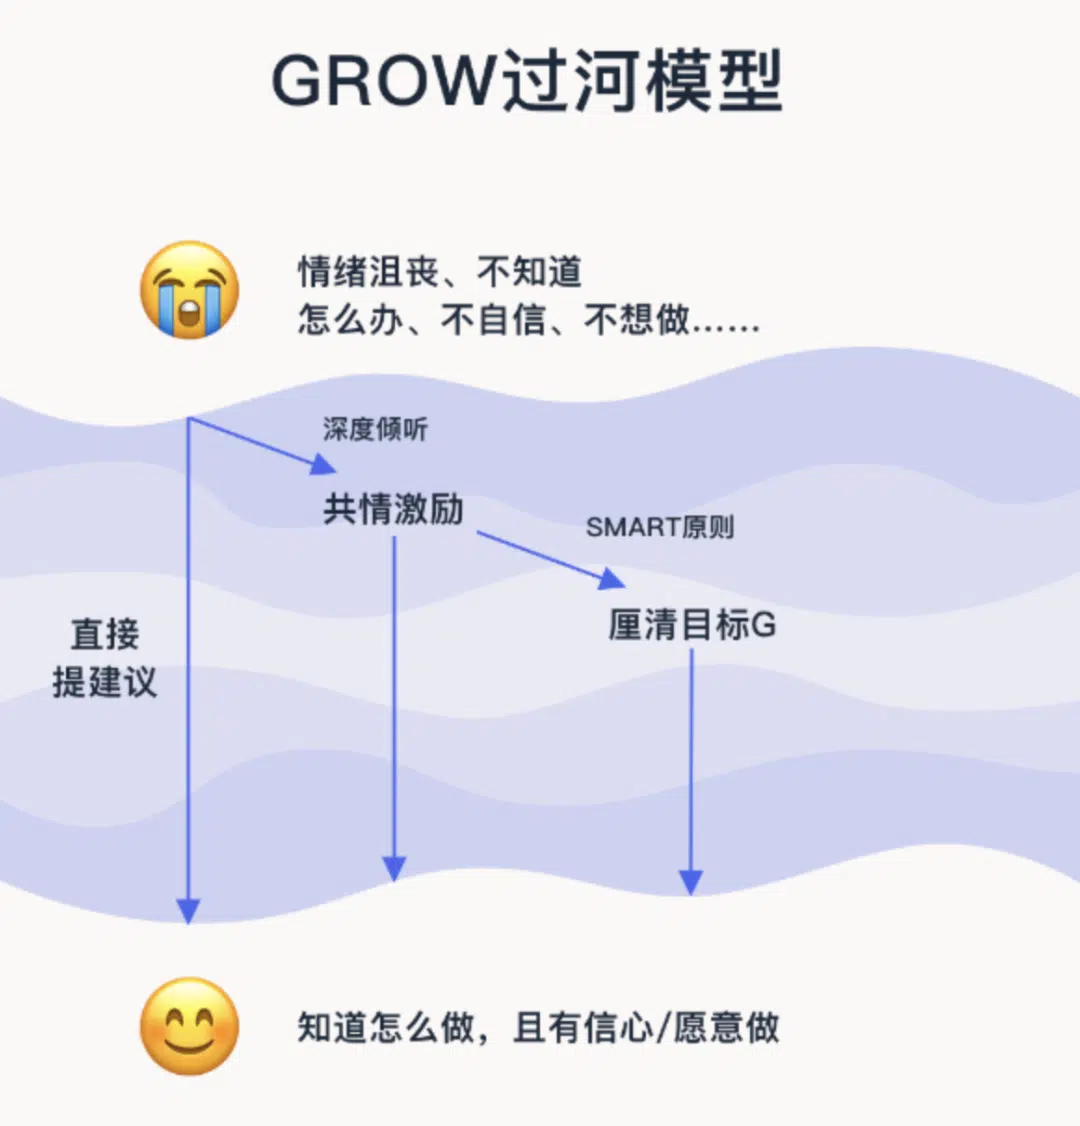 GROW过河模型
情绪沮丧、不知道
怎么办、不自信、不想做……
深度倾听
共情激励
SMART原则
厘清目标G
直接
提建议
知道怎么做，且有信心/愿意做